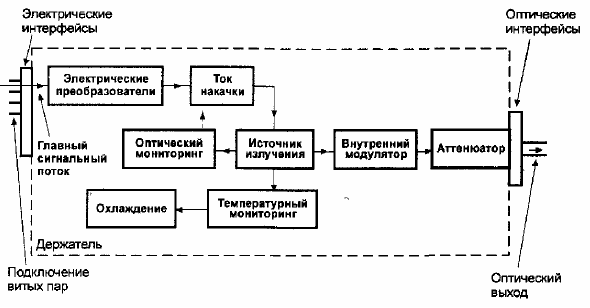 Электрические
интерфейсы
Оптические
интерфейсы
Электрические
преобразователи
Ток
накачки
Главный
сигнальный
поток
Оптический
мониторинг
Источник
излучения
Внутренний
модулятор
Аттенюатор
Охлаждение
Температурный
мониторинг
Держатель
Подключение
витых пар
Оптический
выход